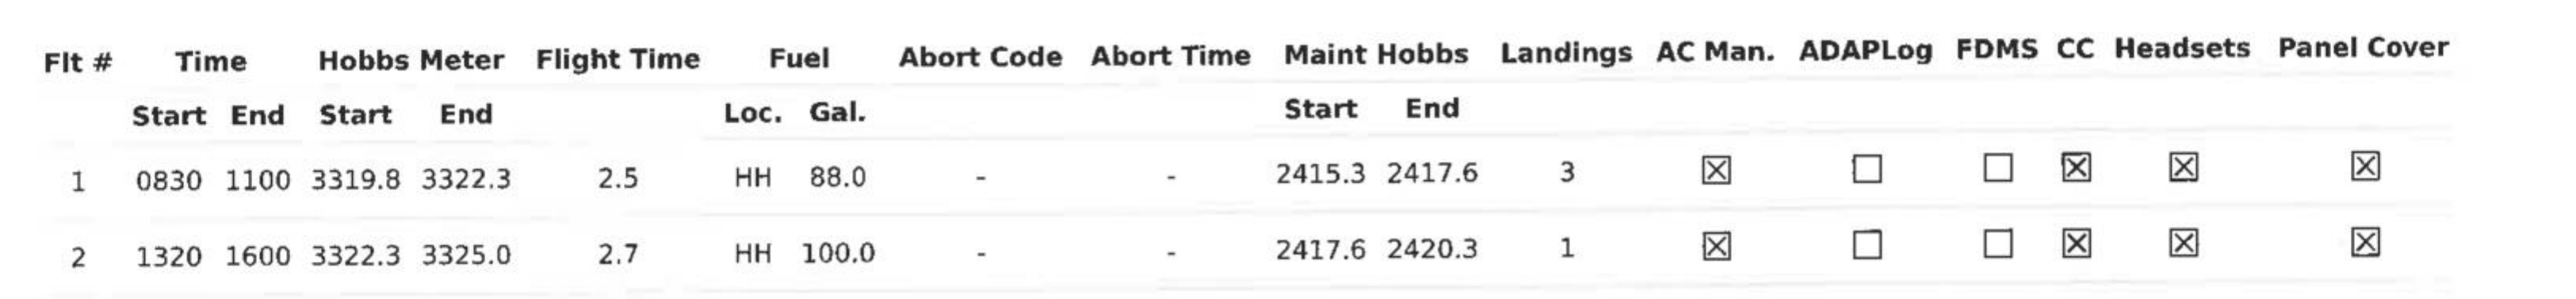 Flt # Time Hobbs Meter Flight Time Fuel Abort Code Abort Time Maint Hobbs Landings AC Man. ADAPLog FDMS CC Headsets Panel Cover
Start End Start End Loc. Gal. Start End
1 0830 1100 3319.8 3322.3 2.5 HH 88.0 - - 2415.3 2417.6 3 ☒ ☐ ☐ ☒ ☒ ☒
2 1320 1600 3322.3 3325.0 2.7 HH 100.0 - - 2417.6 2420.3 1 ☒ ☐ ☐ ☒ ☒ ☒